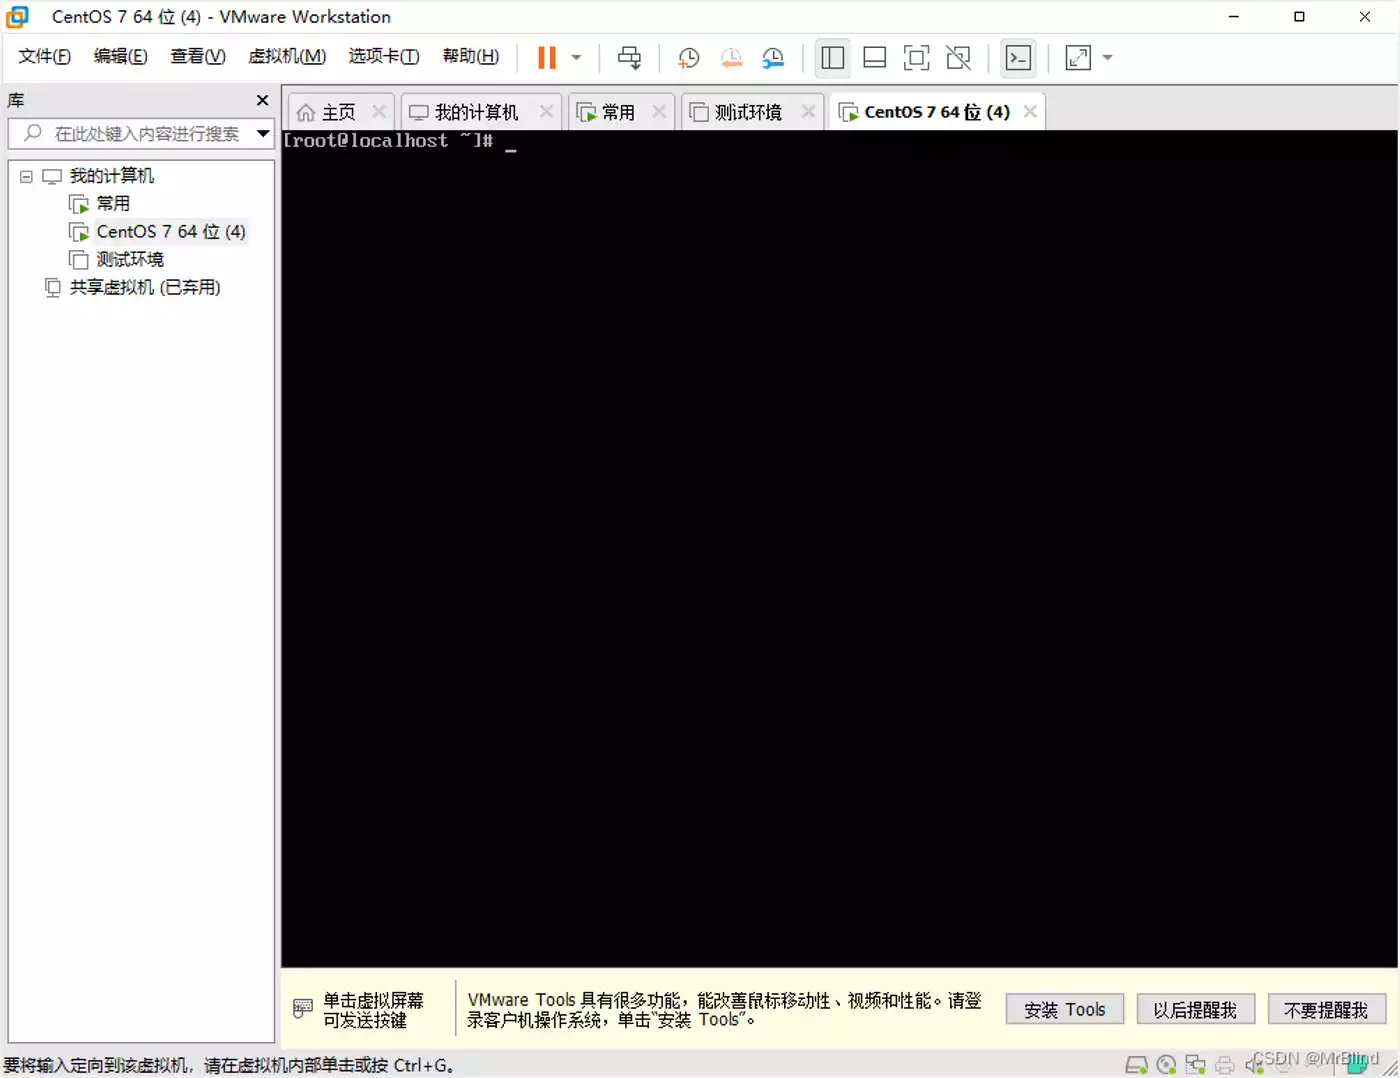 CentOS 7 64 位 (4) - VMware Workstation
文件(F) 编辑(E) 查看(V) 虚拟机(M) 选项卡(T) 帮助(H)
库
在此处键入内容进行搜索
我的计算机
常用
CentOS 7 64 位 (4)
测试环境
共享虚拟机 (已弃用)
主页 我的计算机 常用 测试环境 CentOS 7 64 位 (4)
[root@localhost ~]# _
单击虚拟屏幕
可发送按键
VMware Tools 具有很多功能，能改善鼠标移动性、视频和性能。请登
录客户机操作系统，单击“安装 Tools”。
安装 Tools 以后提醒我 不要提醒我
要将输入定向到该虚拟机，请在虚拟机内部单击或按 Ctrl+G。
CSDN @MrBlind